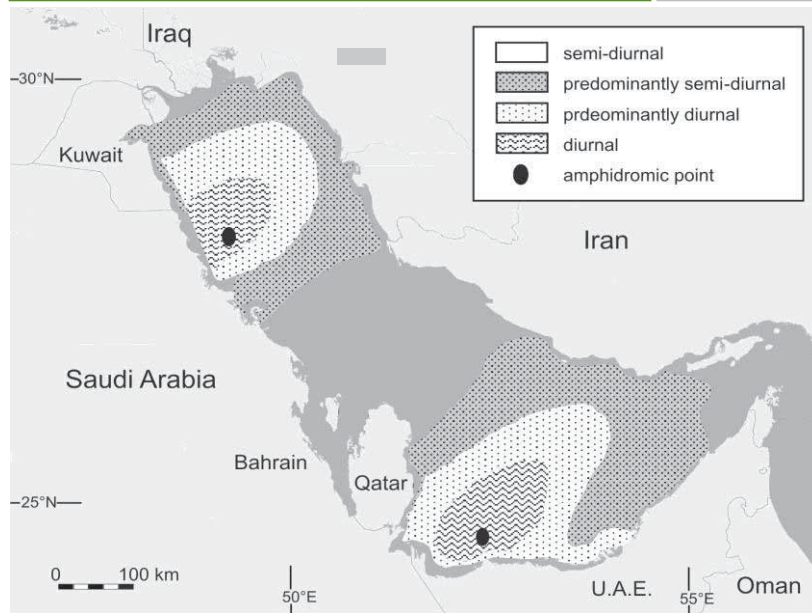 Iraq
30°N
semi-diurnal
predominantly semi-diurnal
prdeominantly diurnal
diurnal
amphidromic point
Kuwait
Iran
Saudi Arabia
Bahrain
Qatar
25°N
0 100 km
50°E
U.A.E.
55°E
Oman